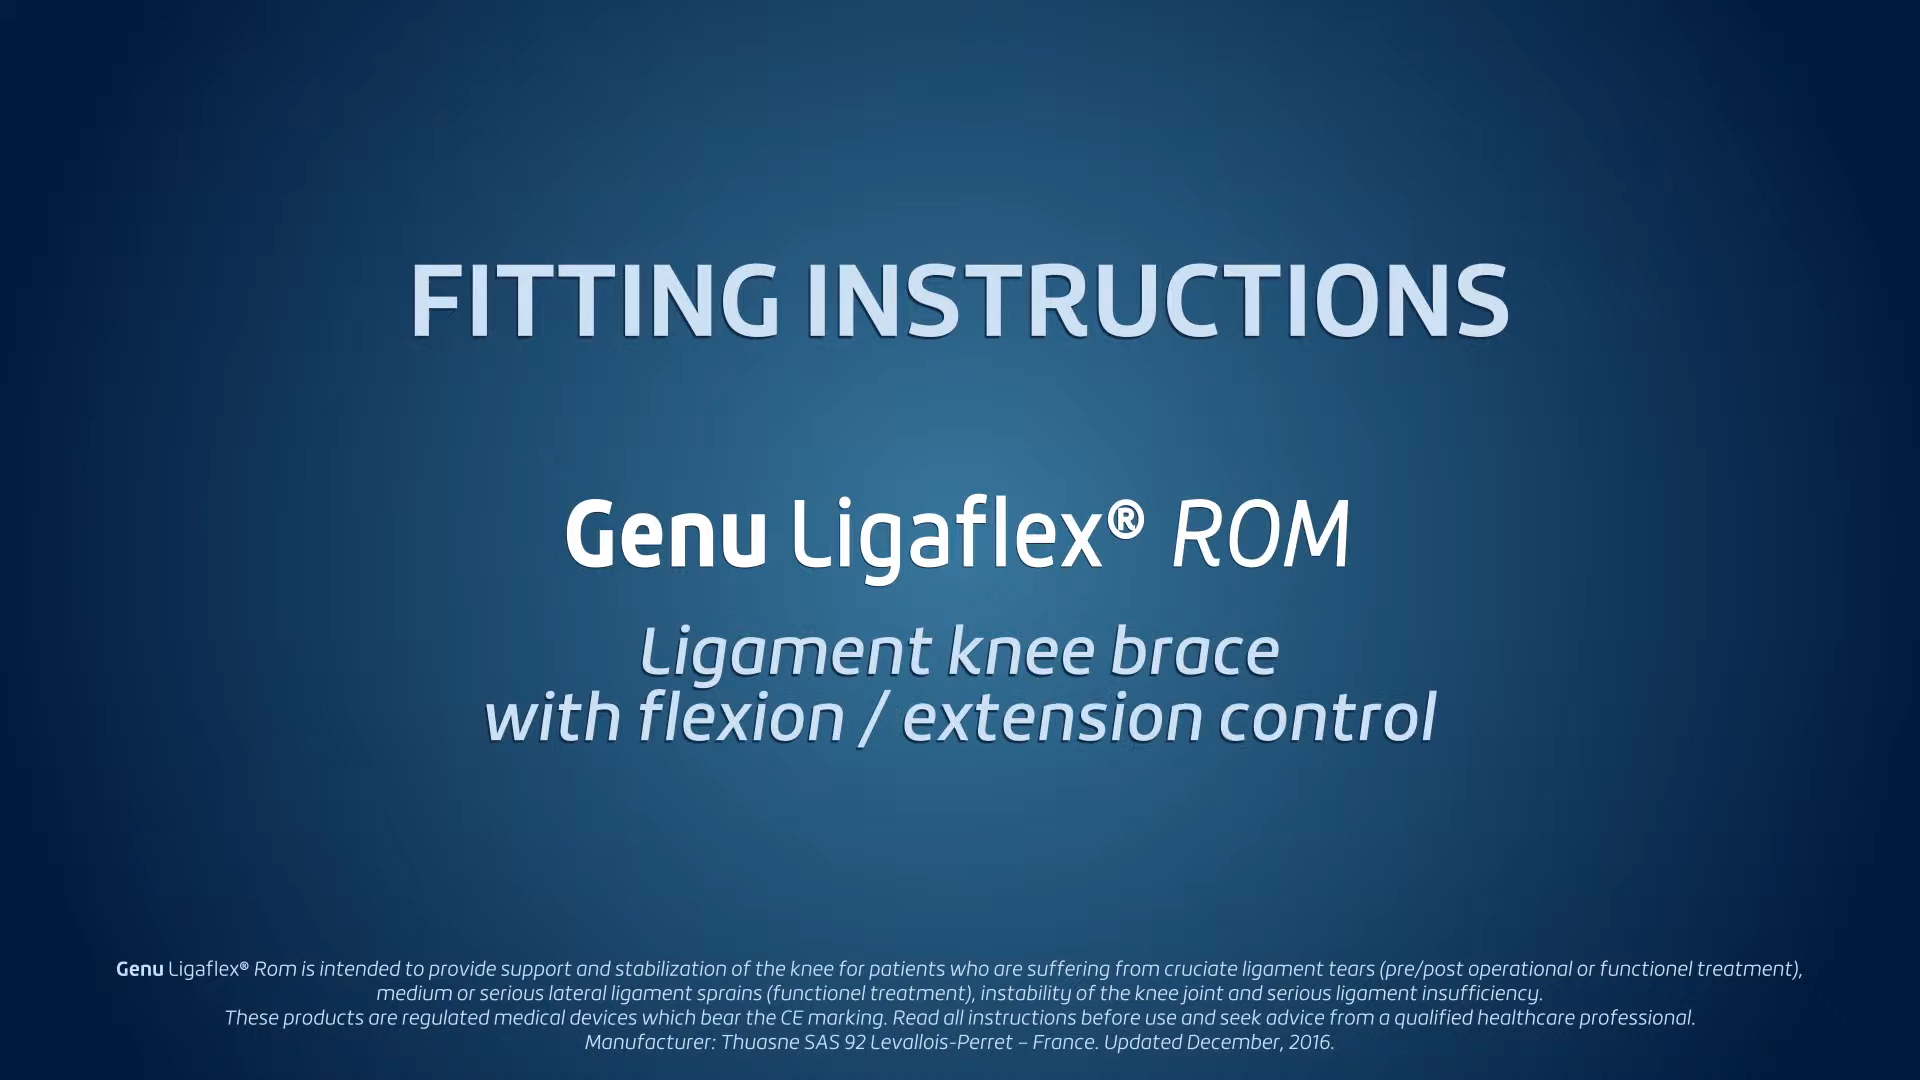 FITTING INSTRUCTIONS
Genu Ligaflex® ROM
Ligament knee brace
with flexion / extension control
Genu Ligaflex® Rom is intended to provide support and stabilization of the knee for patients who are suffering from cruciate ligament tears (pre/post operational or functionel treatment),
medium or serious lateral ligament sprains (functionel treatment), instability of the knee joint and serious ligament insufficiency.
These products are regulated medical devices which bear the CE marking. Read all instructions before use and seek advice from a qualified healthcare professional.
Manufacturer: Thuasne SAS 92 Levallois-Perret – France. Updated December, 2016.